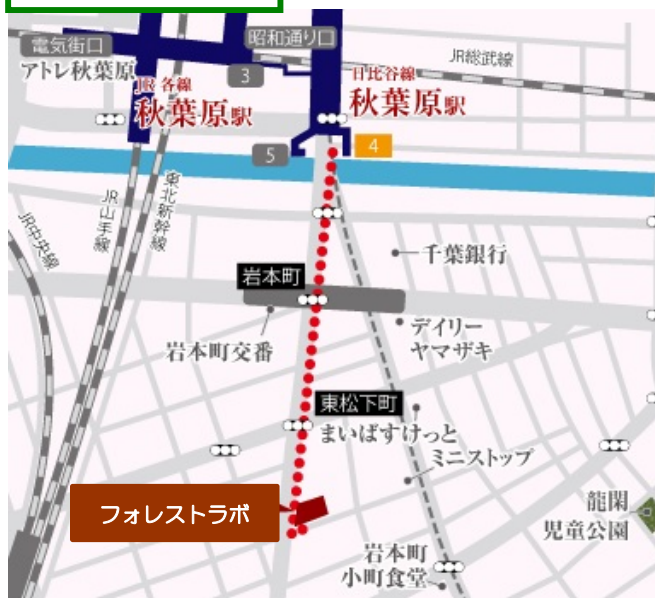 電気街口
アトレ秋葉原
3
昭和通り口
JR総武線
JR 各線
秋葉原駅
日比谷線
秋葉原駅
5
4
JR山手線
東北新幹線
JR中央線
千葉銀行
岩本町
岩本町交番
デイリー
ヤマザキ
東松下町
まいばすけっと
ミニストップ
フォレストラボ
龍閑
児童公園
岩本町
小町食堂